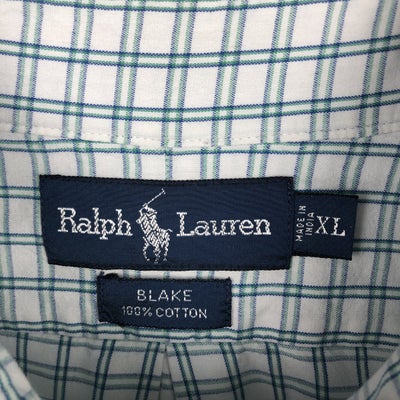 Ralph Lauren
MADE IN
INDIA
XL
BLAKE
100% COTTON